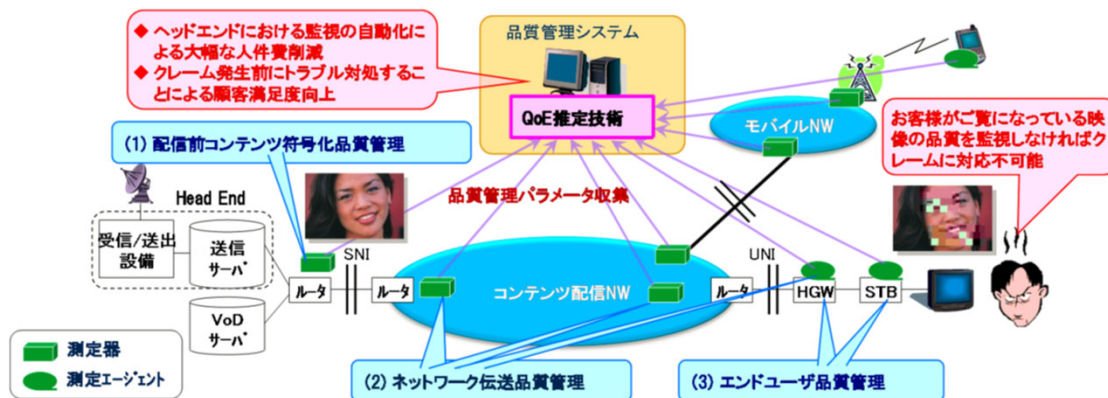 ◆ ヘッドエンドにおける監視の自動化に
よる大幅な人件費削減
◆ クレーム発生前にトラブル対処するこ
とによる顧客満足度向上
品質管理システム
QoE推定技術
モバイルNW
お客様がご覧になっている映
像の品質を監視しなければク
レームに対応不可能
(1) 配信前コンテンツ符号化品質管理
品質管理パラメータ収集
Head End
受信/送出
設備
送信
サーバ
SNI
UNI
ルータ
ルータ
コンテンツ配信NW
ルータ
HGW
STB
VoD
サーバ
測定器
測定エージェント
(2) ネットワーク伝送品質管理
(3) エンドユーザ品質管理